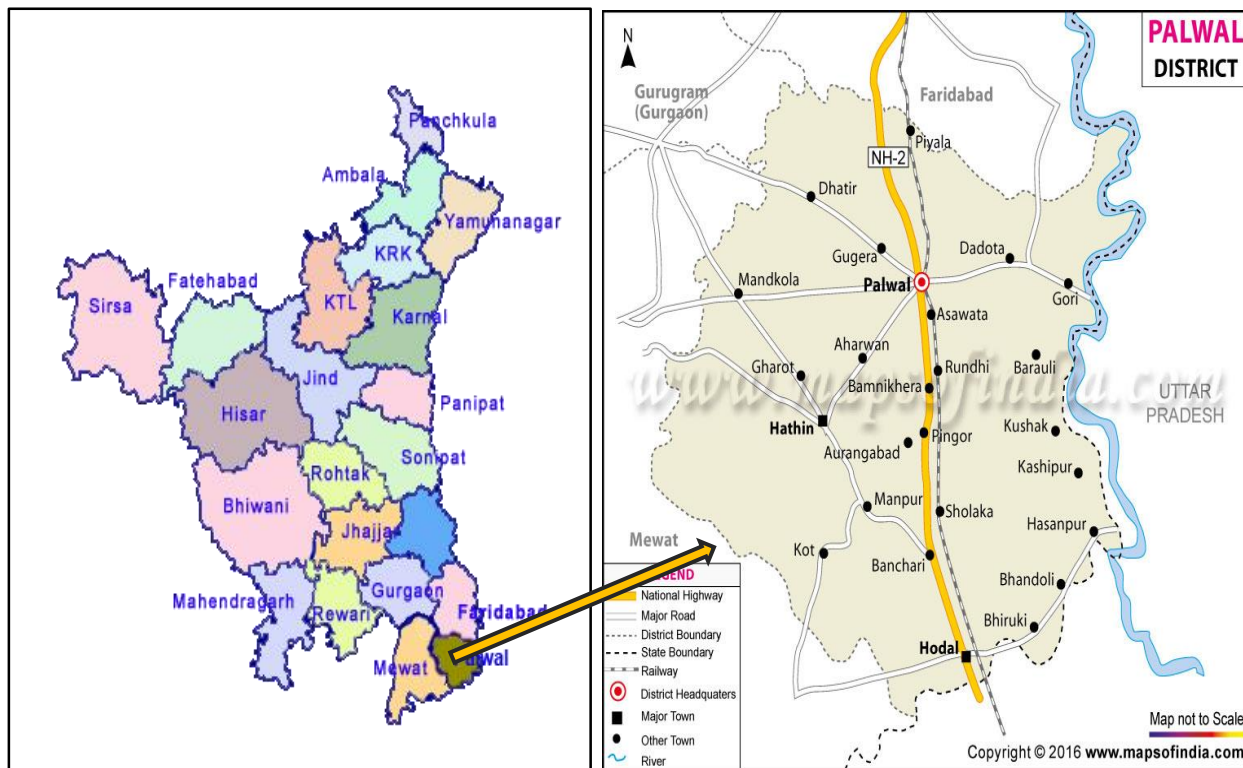 Panchkula
Ambala
Yamunanagar
KRK
Fatehabad
Sirsa
KTL
Karnal
Jind
Hisar
Panipat
Sonipat
Rohtak
Bhiwani
Jhajjar
Gurgaon
Mahendragarh
Rewari
Faridabad
Mewat
Palwal
PALWAL
DISTRICT
N
Gurugram
(Gurgaon)
Faridabad
Piyala
NH-2
Dhatir
Gugera
Dadota
Mandkola
Palwal
Gori
Asawata
Aharwan
Barauli
Gharot
Rundhi
Bamnikhera
www.mapsofindia.com
UTTAR
PRADESH
Hathin
Kushak
Pingor
Aurangabad
Kashipur
Manpur
Sholaka
Hasanpur
Mewat
Kot
Banchari
Bhandoli
Bhiruki
Hodal
LEGEND
National Highway
Major Road
District Boundary
State Boundary
Railway
District Headquaters
Major Town
Other Town
River
Map not to Scale
Copyright © 2016 www.mapsofindia.com